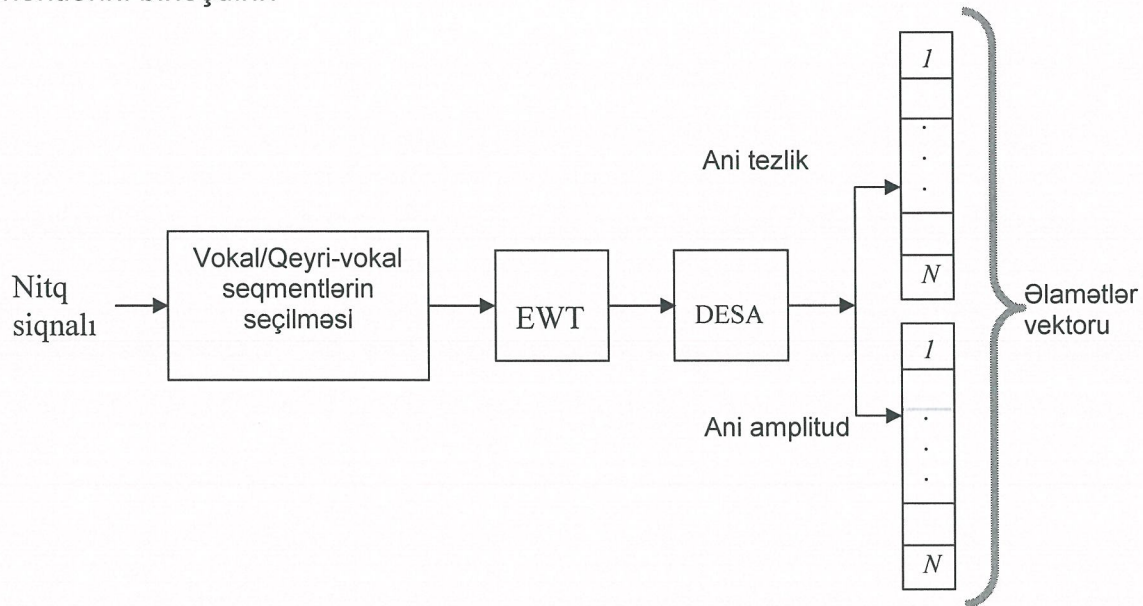 Nitq
siqnalı
Vokal/Qeyri-vokal
seqmentlərin
seçilməsi
EWT
DESA
Ani tezlik
Ani amplitud
1
.
.
.
N
1
.
.
.
N
Əlamətlər
vektoru